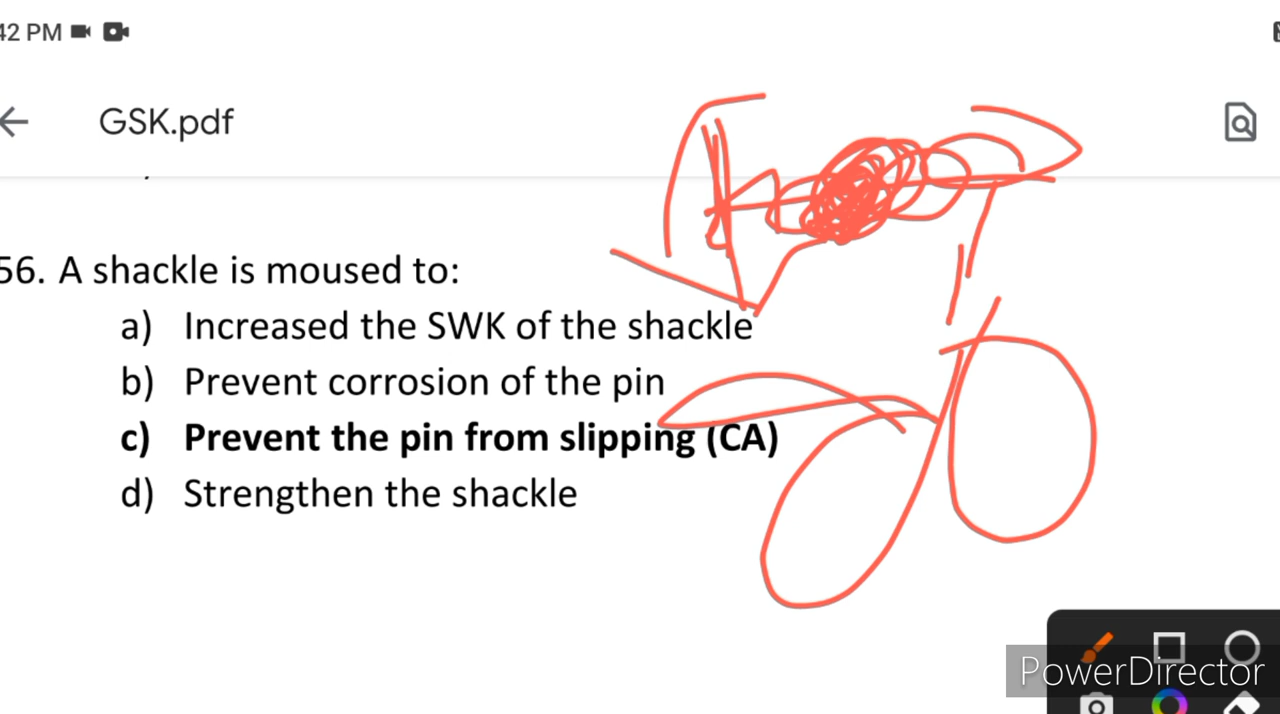 42 PM
GSK.pdf
56. A shackle is moused to:
a) Increased the SWK of the shackle
b) Prevent corrosion of the pin
c) Prevent the pin from slipping (CA)
d) Strengthen the shackle
PowerDirector